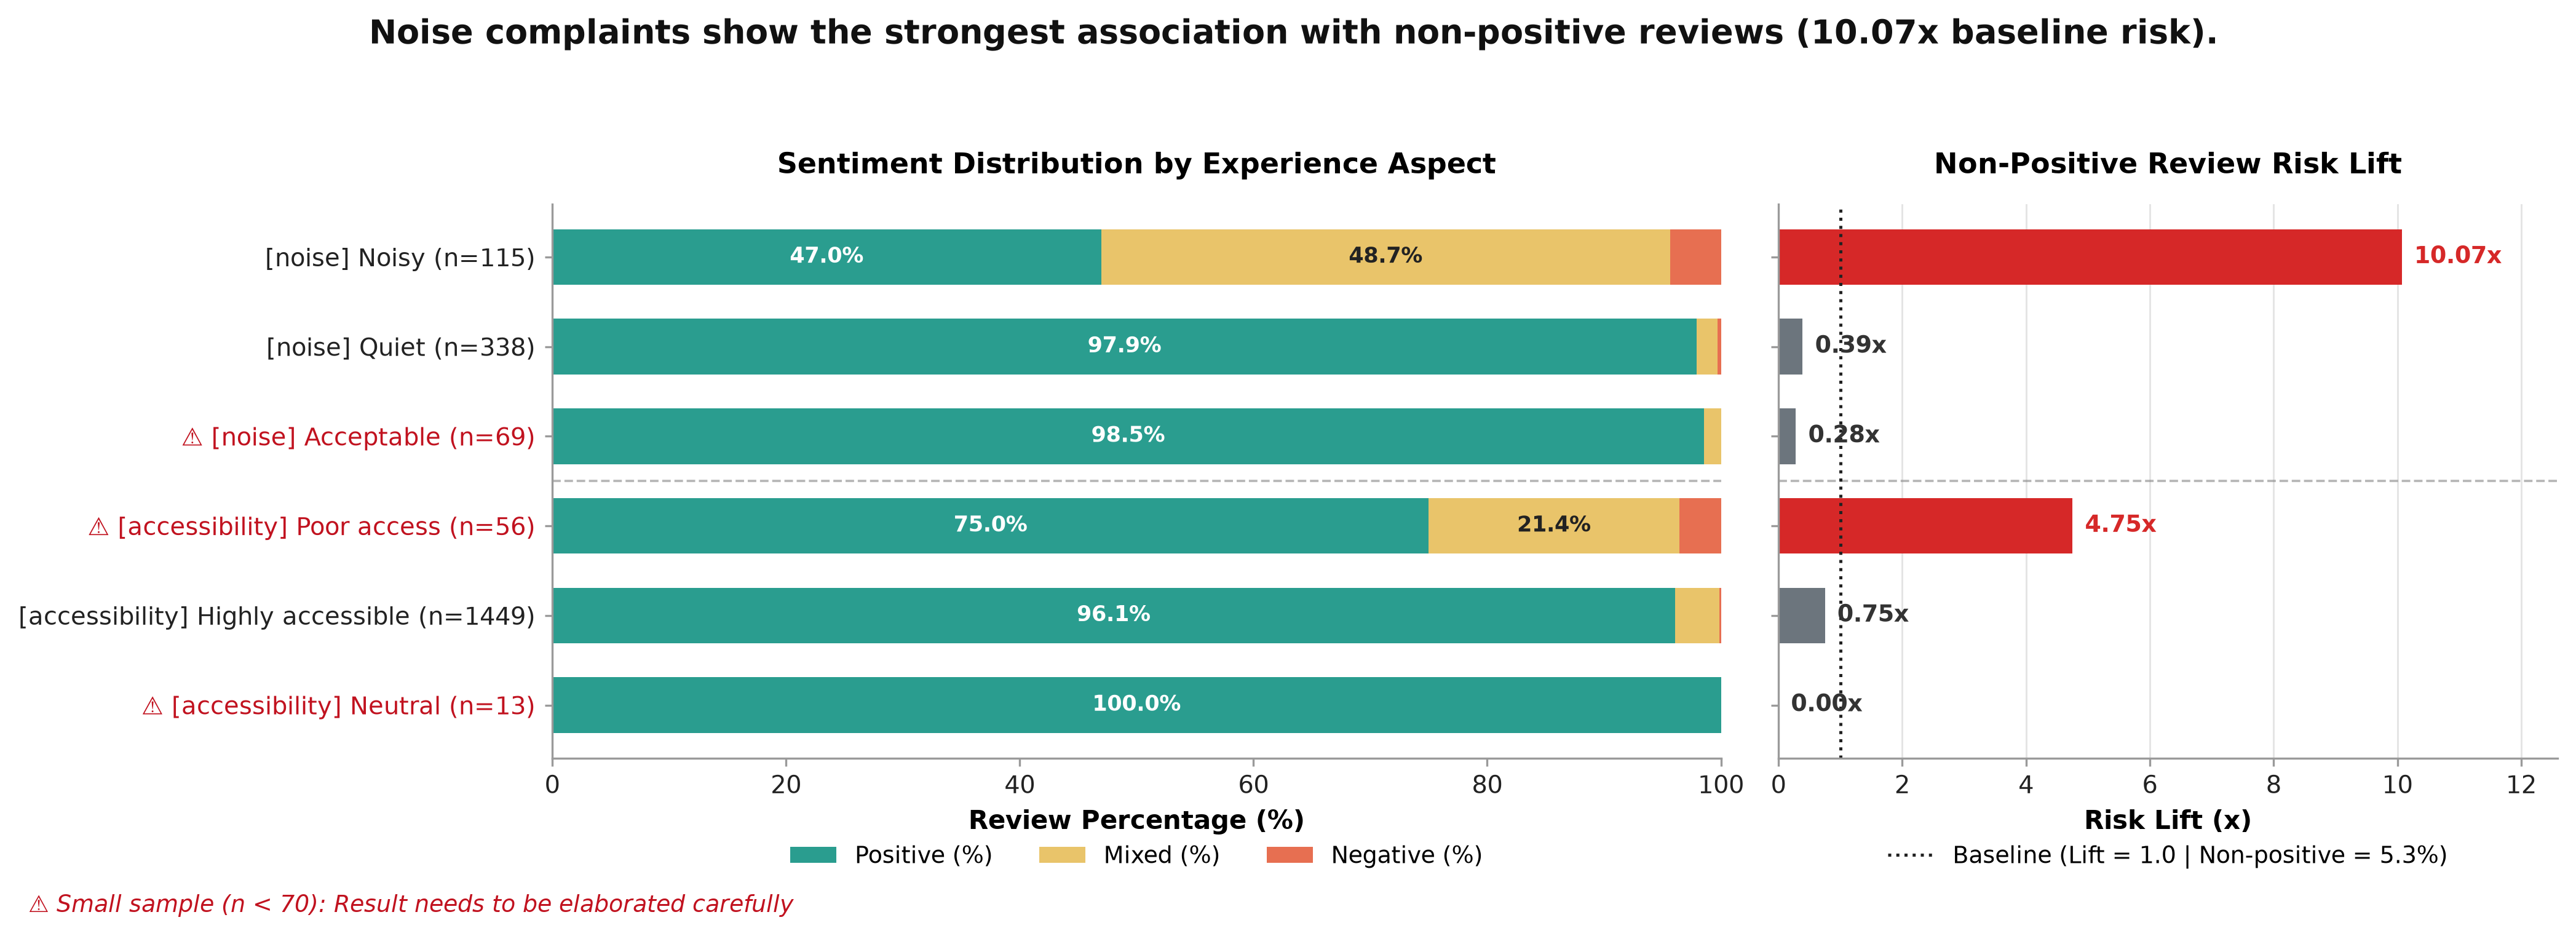 Noise complaints show the strongest association with non-positive reviews (10.07x baseline risk).
Sentiment Distribution by Experience Aspect
[noise] Noisy (n=115)
47.0%
48.7%
[noise] Quiet (n=338)
97.9%
⚠ [noise] Acceptable (n=69)
98.5%
⚠ [accessibility] Poor access (n=56)
75.0%
21.4%
[accessibility] Highly accessible (n=1449)
96.1%
⚠ [accessibility] Neutral (n=13)
100.0%
0 20 40 60 80 100
Review Percentage (%)
Positive (%) Mixed (%) Negative (%)
Non-Positive Review Risk Lift
10.07x
0.39x
0.28x
4.75x
0.75x
0.00x
0 2 4 6 8 10 12
Risk Lift (x)
Baseline (Lift = 1.0 | Non-positive = 5.3%)
⚠ Small sample (n < 70): Result needs to be elaborated carefully